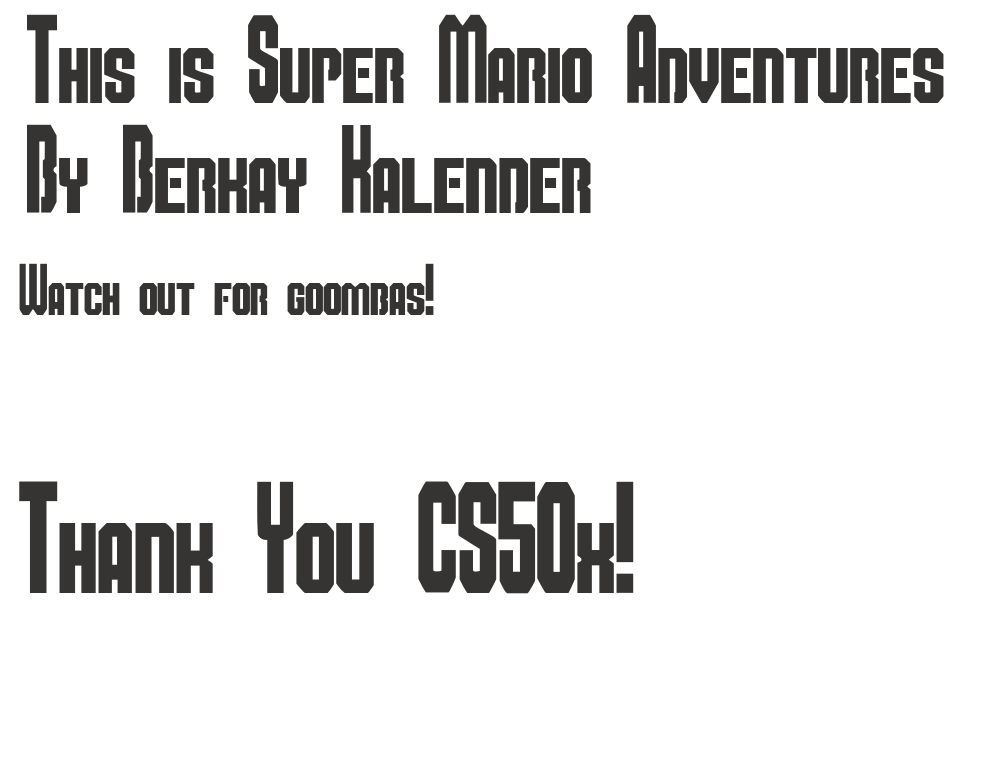 This is Super Mario Adventures
By Berkay Kalender
Watch out for goombas!
Thank You CS50x!